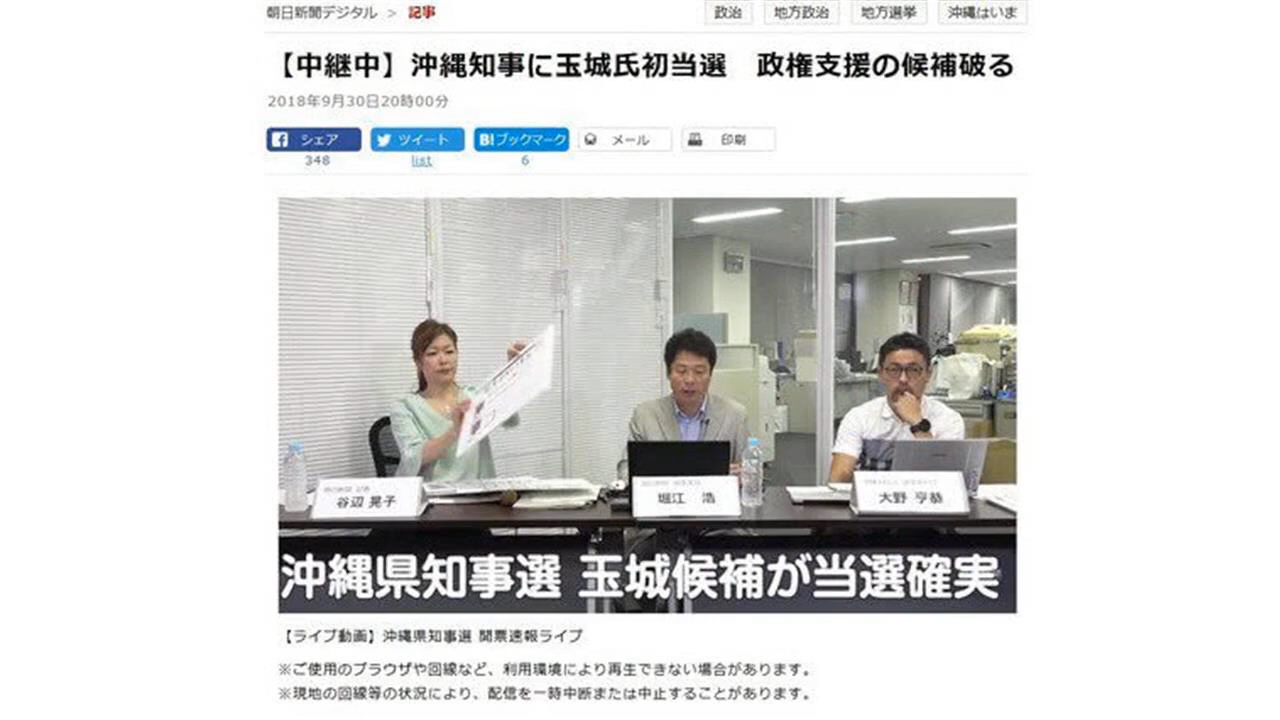 朝日新聞デジタル > 記事
政治 地方政治 地方選挙 沖縄はいま
【中継中】沖縄知事に玉城氏初当選 政権支援の候補破る
2018年9月30日20時00分
シェア ツイート B!ブックマーク メール 印刷
348 list 6
谷辺 晃子 堀江 浩 大野 亨恭
沖縄県知事選 玉城候補が当選確実
【ライブ動画】沖縄県知事選 開票速報ライブ
※ご使用のブラウザや回線など、利用環境により再生できない場合があります。
※現地の回線等の状況により、配信を一時中断または中止することがあります。